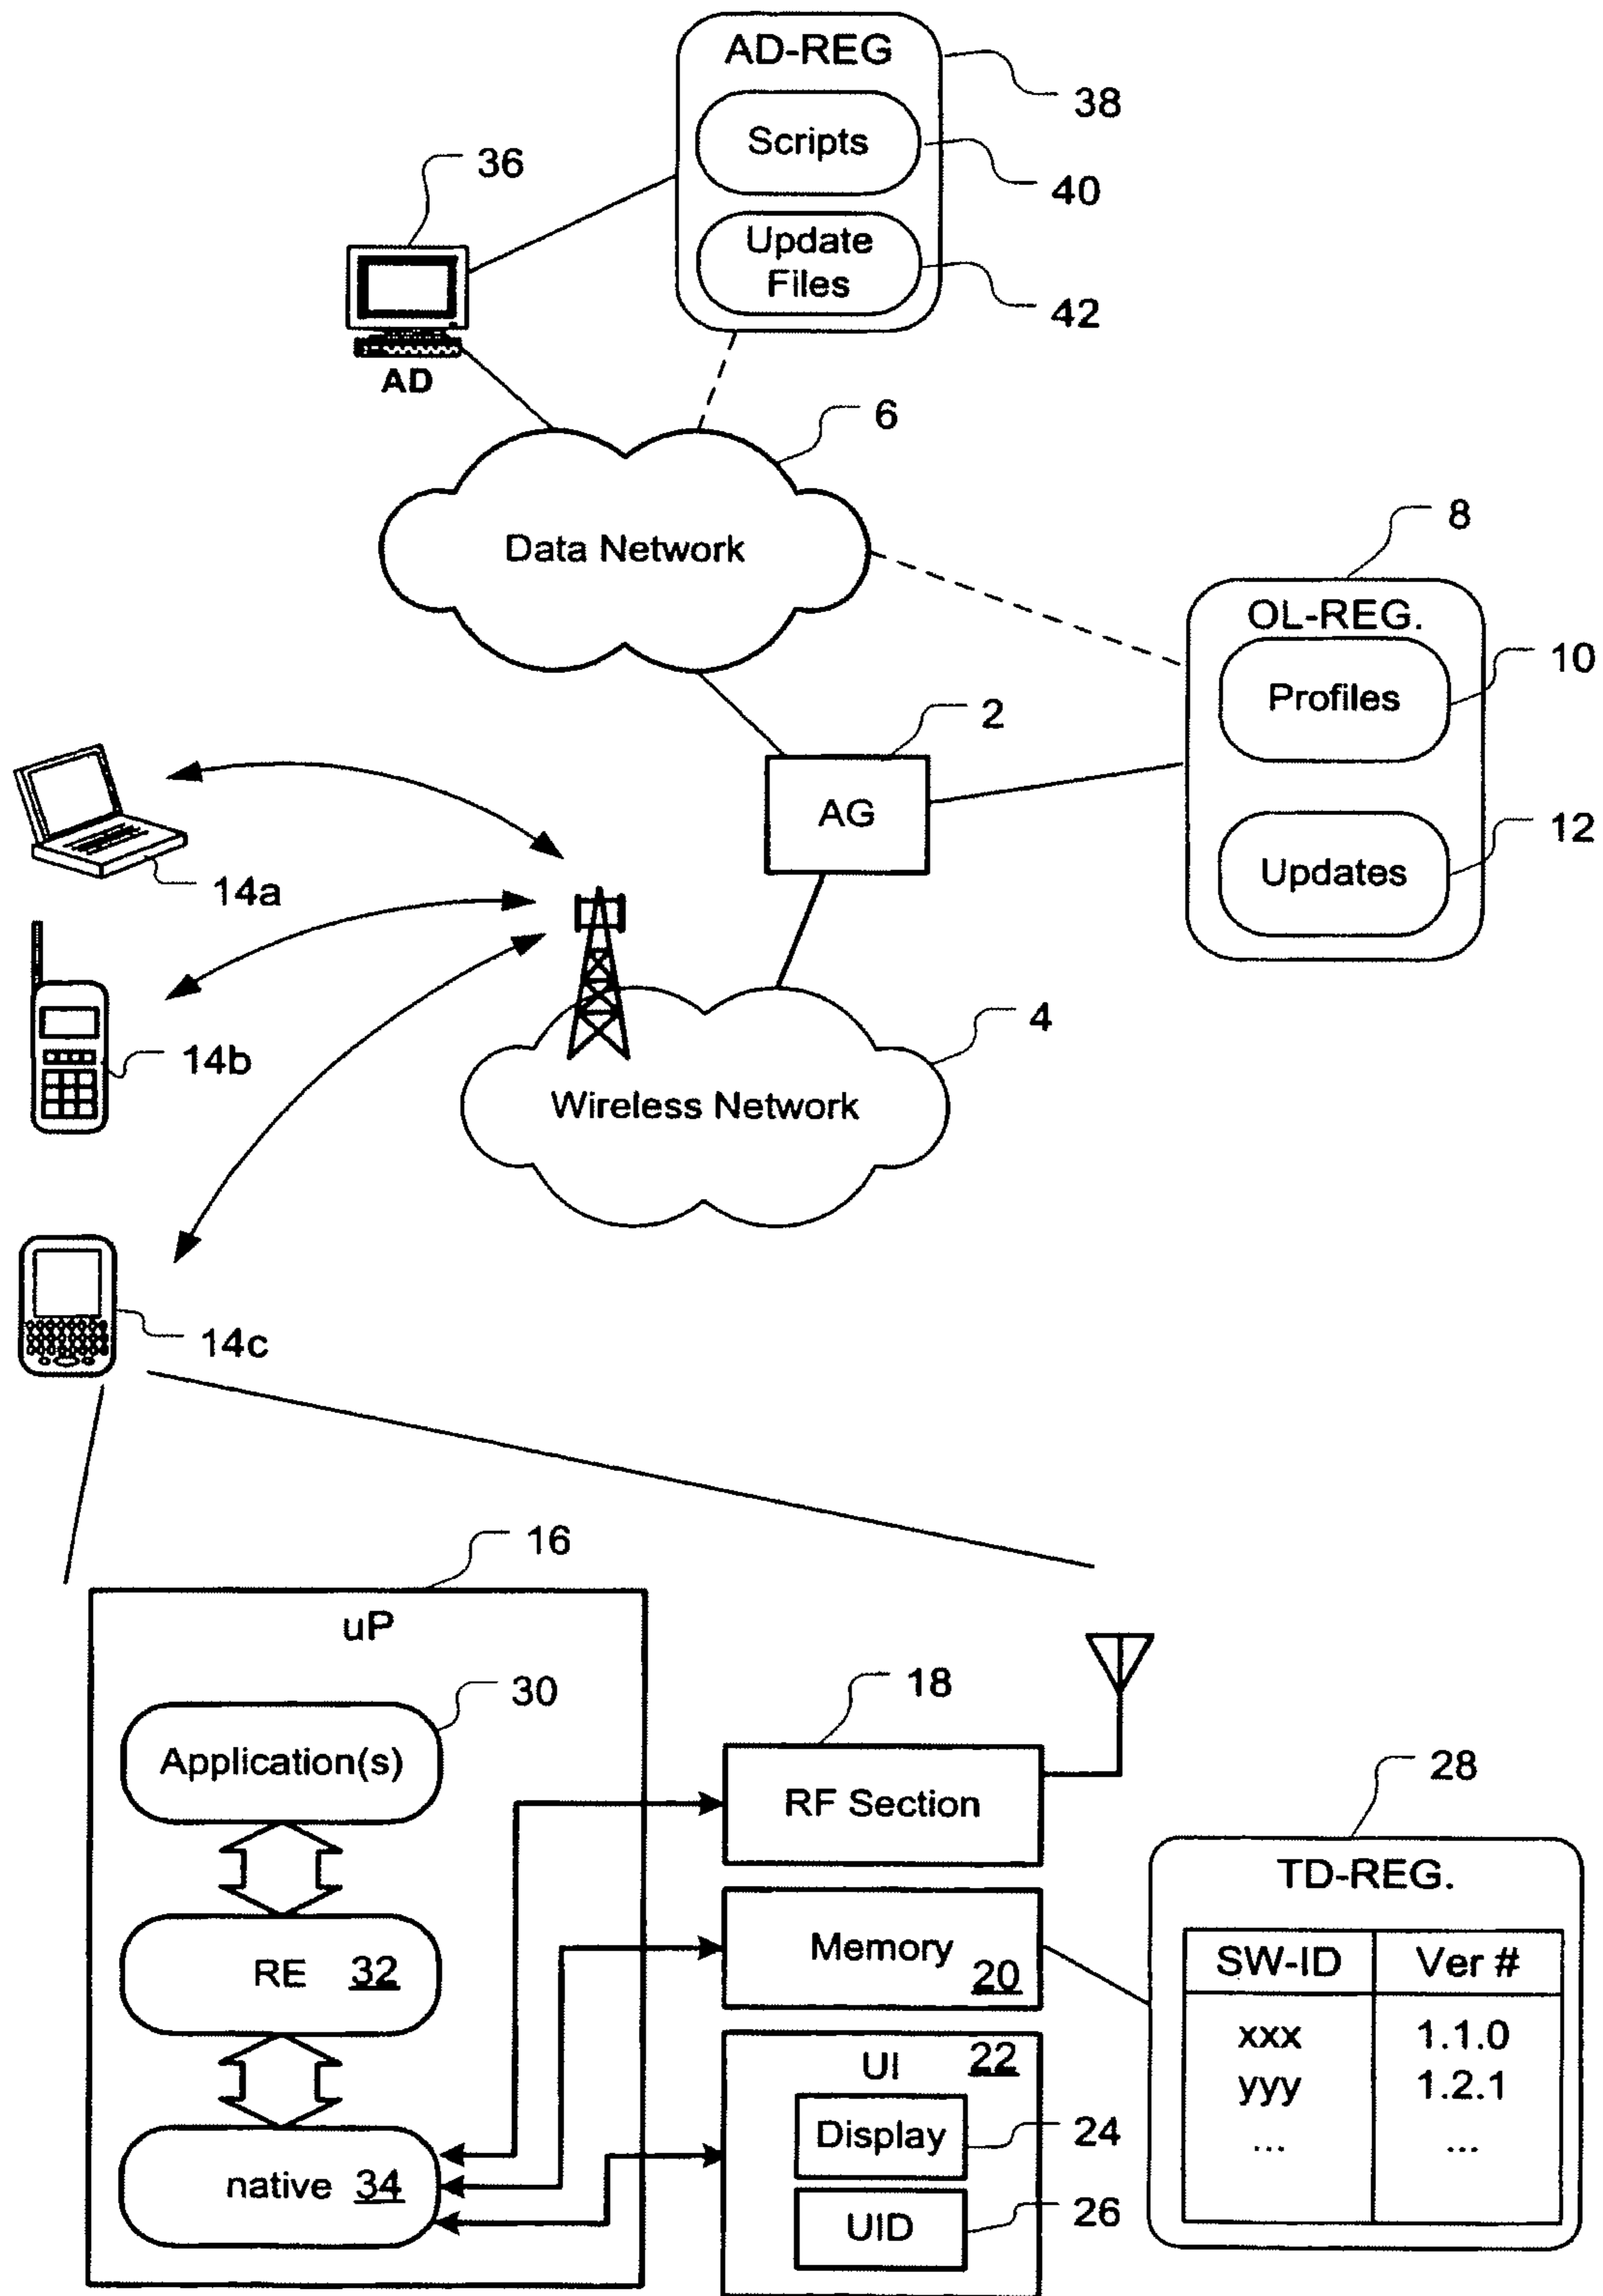 AD-REG
38
Scripts
40
36
Update
Files
42
AD
6
Data Network
8
OL-REG.
10
Profiles
2
AG
12
Updates
14a
14b
4
Wireless Network
14c
16
uP
30
Application(s)
18
RF Section
28
TD-REG.
SW-ID Ver #
xxx 1.1.0
yyy 1.2.1
... ...
RE 32
Memory
20
UI 22
Display
24
native 34
UID
26